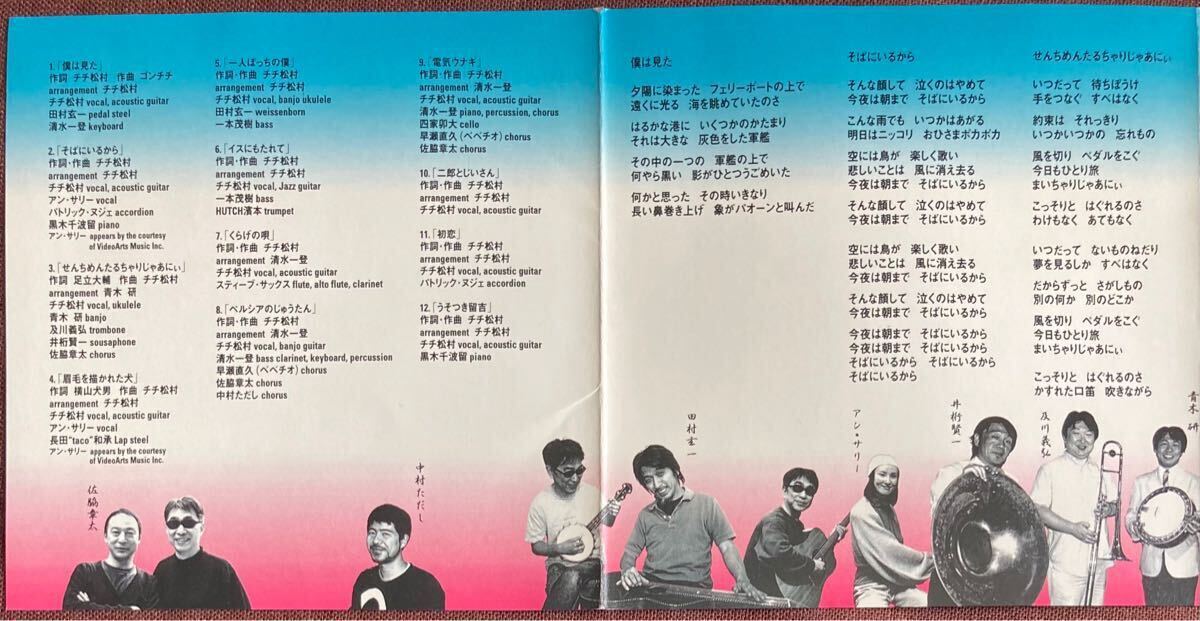 1.「僕は見た」
作詞 チチ松村　作曲 ゴンチチ
arrangement チチ松村
チチ松村 vocal, acoustic guitar
田村玄一 pedal steel
清水一登 keyboard
2.「そばにいるから」
作詞・作曲 チチ松村
arrangement チチ松村
チチ松村 vocal, acoustic guitar
アン・サリー vocal
パトリック・ヌジェ accordion
黒木千波留 piano
アン・サリー appears by the courtesy
of VideoArts Music Inc.
3.「せんちめんたるちゃりじゃあにぃ」
作詞 足立大輔　作曲 チチ松村
arrangement 青木 研
チチ松村 vocal, ukulele
青木 研 banjo
及川義弘 trombone
井桁賢一 sousaphone
佐脇章太 chorus
4.「眉毛を描かれた犬」
作詞 横山犬男　作曲 チチ松村
arrangement チチ松村
チチ松村 vocal, acoustic guitar
アン・サリー vocal
長田"taco"和承 Lap steel
アン・サリー appears by the courtesy
of VideoArts Music Inc.
5.「一人ぼっちの僕」
作詞・作曲 チチ松村
arrangement チチ松村
チチ松村 vocal, banjo ukulele
田村玄一 weissenborn
一本茂樹 bass
6.「イスにもたれて」
作詞・作曲 チチ松村
arrangement チチ松村
チチ松村 vocal, Jazz guitar
一本茂樹 bass
HUTCH濱本 trumpet
7.「くらげの唄」
作詞・作曲 チチ松村
arrangement 清水一登
チチ松村 vocal, acoustic guitar
スティーブ・サックス flute, alto flute, clarinet
8.「ペルシアのじゅうたん」
作詞・作曲 チチ松村
arrangement 清水一登
チチ松村 vocal, banjo guitar
清水一登 bass clarinet, keyboard, percussion
早瀬直久（ベベチオ）chorus
佐脇章太 chorus
中村ただし chorus
9.「電気ウナギ」
作詞・作曲 チチ松村
arrangement 清水一登
チチ松村 vocal, acoustic guitar
清水一登 piano, percussion, chorus
四家卯大 cello
早瀬直久（ベベチオ）chorus
佐脇章太 chorus
10.「二郎とじいさん」
作詞・作曲 チチ松村
arrangement チチ松村
チチ松村 vocal, acoustic guitar
11.「初恋」
作詞・作曲 チチ松村
arrangement チチ松村
チチ松村 vocal, acoustic guitar
パトリック・ヌジェ accordion
12.「うそつき留吉」
作詞・作曲 チチ松村
arrangement チチ松村
チチ松村 vocal, acoustic guitar
黒木千波留 piano
佐脇章太
中村ただし
僕は見た
夕陽に染まった　フェリーボートの上で
遠くに光る　海を眺めていたのさ
はるかな港に　いくつかのかたまり
それは大きな　灰色をした軍艦
その中の一つの　軍艦の上で
何やら黒い　影がひとつうごめいた
何かと思った　その時いきなり
長い鼻巻き上げ　象がパオーンと叫んだ
そばにいるから
そんな顔して　泣くのはやめて
今夜は朝まで　そばにいるから
こんな雨でも　いつかはあがる
明日はニッコリ　おひさまポカポカ
空には鳥が　楽しく歌い
悲しいことは　風に消え去る
今夜は朝まで　そばにいるから
そんな顔して　泣くのはやめて
今夜は朝まで　そばにいるから
空には鳥が　楽しく歌い
悲しいことは　風に消え去る
今夜は朝まで　そばにいるから
そんな顔して　泣くのはやめて
今夜は朝まで　そばにいるから
今夜は朝まで　そばにいるから
今夜は朝まで　そばにいるから
そばにいるから　そばにいるから
そばにいるから
せんちめんたるちゃりじゃあにぃ
いつだって　待ちぼうけ
手をつなぐ　すべはなく
約束は　それっきり
いつかいつかの　忘れもの
風を切り　ペダルをこぐ
今日もひとり旅
まいちゃりじゃあにぃ
こっそりと　はぐれるのさ
わけもなく　あてもなく
いつだって　ないものねだり
夢を見るしか　すべはなく
だからずっと　さがしもの
別の何か　別のどこか
風を切り　ペダルをこぐ
今日もひとり旅
まいちゃりじゃあにぃ
こっそりと　はぐれるのさ
かすれた口笛　吹きながら
田村玄一
アン・サリー
井桁賢一
及川義弘
青木 研